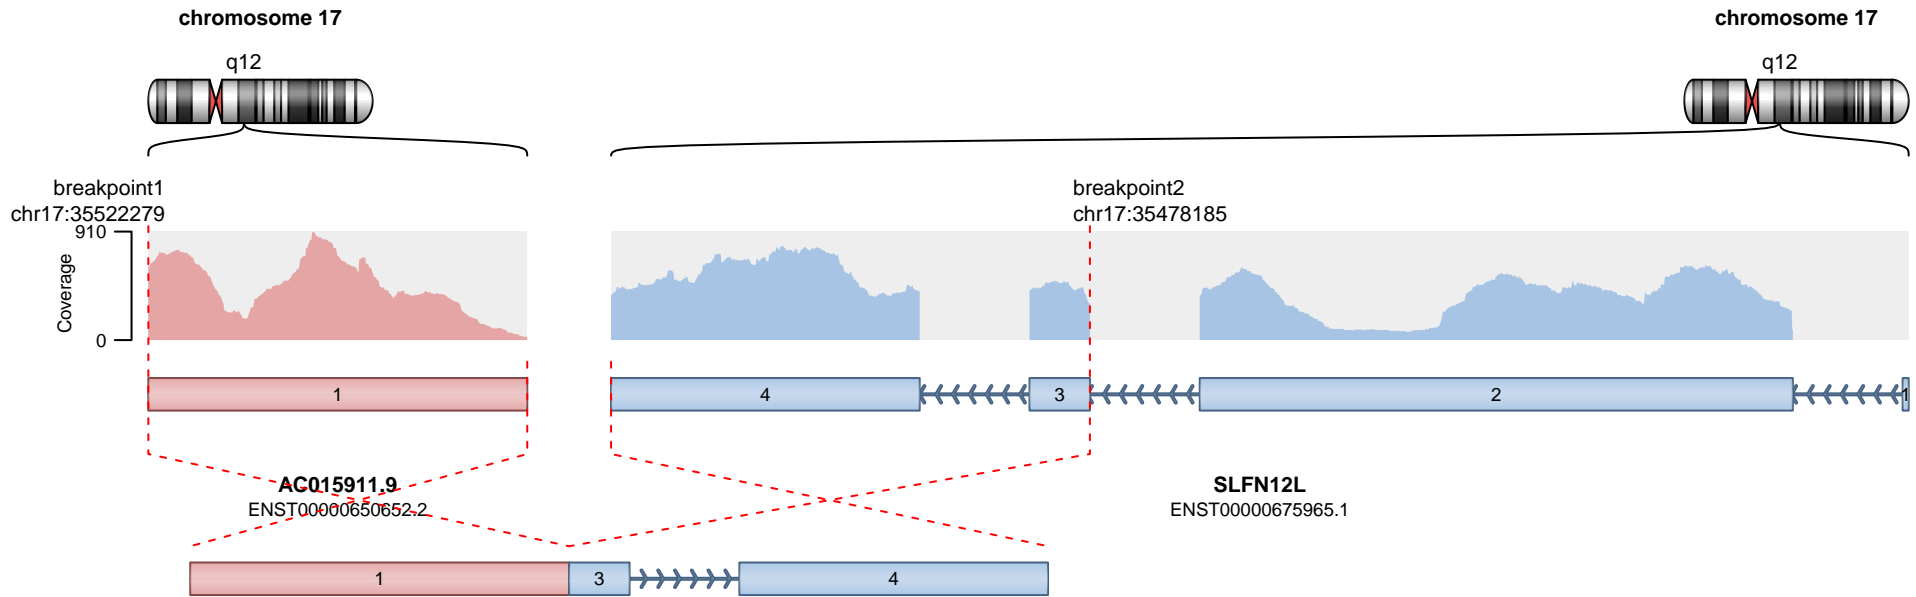 chromosome 17
chromosome 17
q12
q12
breakpoint1
chr17:35522279
breakpoint2
chr17:35478185
910
Coverage
0
1
4
3
2
1
AC015911.9
ENST00000650652.2
SLFN12L
ENST00000675965.1
1
3
4